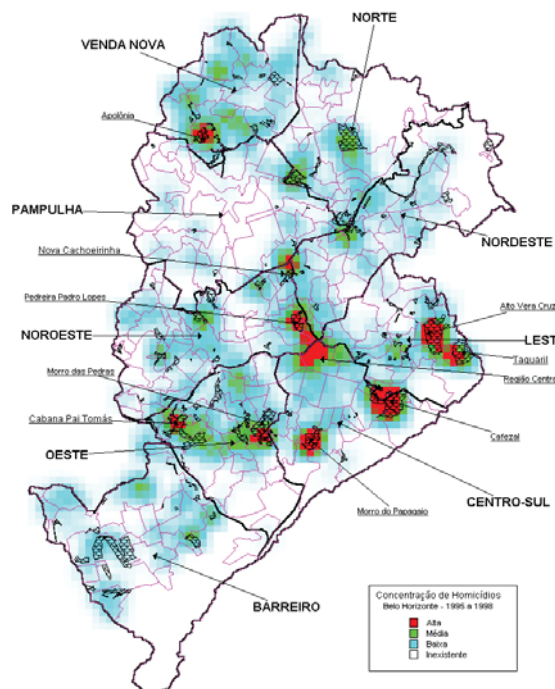 NORTE
VENDA NOVA
Apolônia
PAMPULHA
NORDESTE
Nova Cachoeirinha
Pedreira Padro Lopes
Alto Vera Cruz
NOROESTE
LEST
Taquaril
Morro das Pedras
Região Centro
Cabana Pai Tomás
Cafezal
OESTE
CENTRO-SUL
Morro do Papagaio
BARREIRO
Concentração de Homicídios
Belo Horizonte - 1995 a 1998
Alta
Média
Baixa
Inexistente